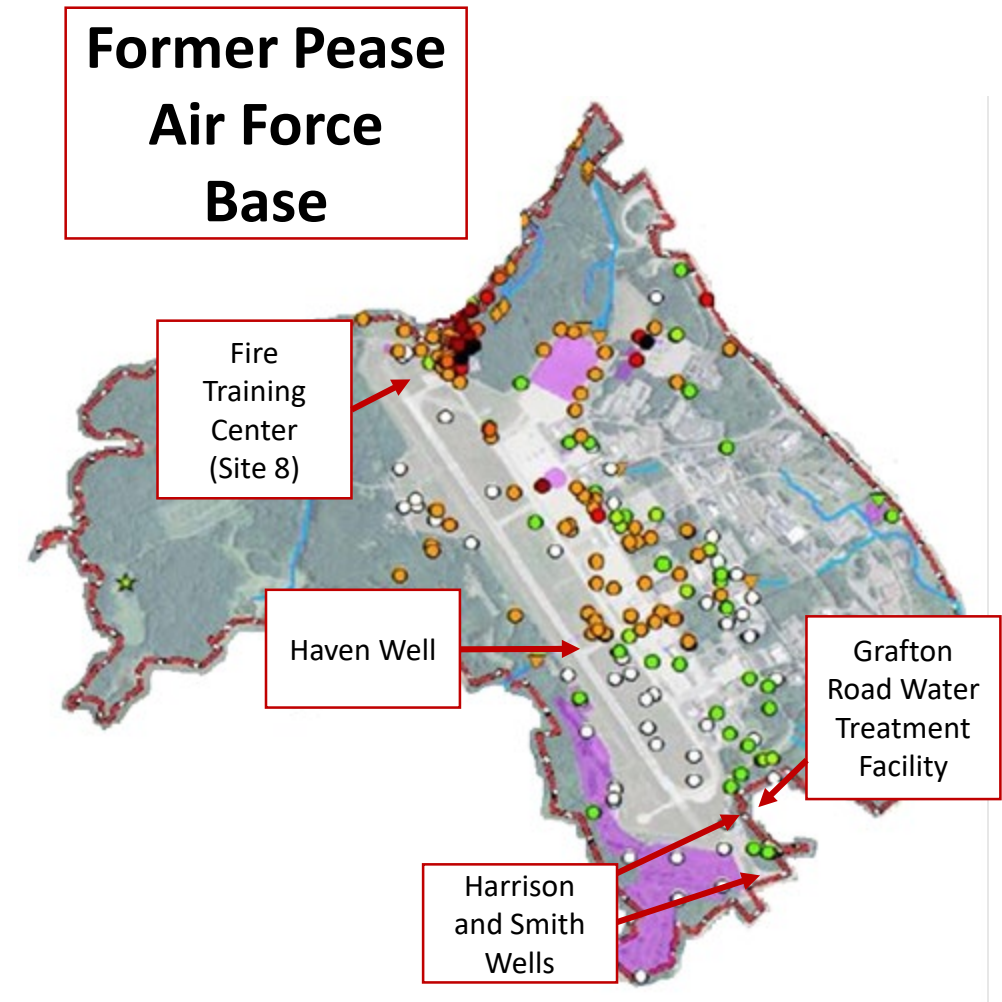 Former Pease
Air Force
Base
Fire
Training
Center
(Site 8)
Haven Well
Grafton
Road Water
Treatment
Facility
Harrison
and Smith
Wells